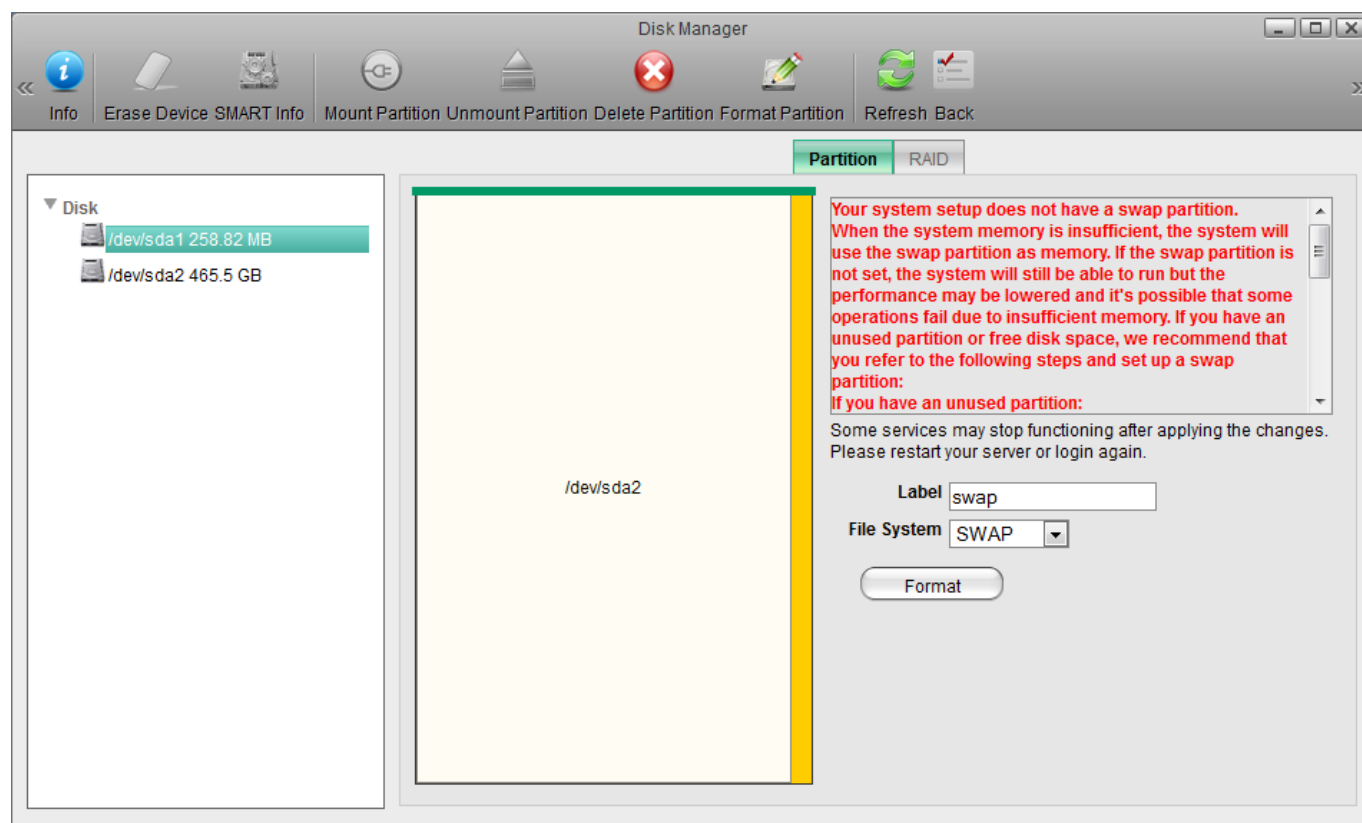 Disk Manager
Info
Erase Device SMART Info
Mount Partition Unmount Partition Delete Partition Format Partition
Refresh Back
Partition
RAID
Disk
/dev/sda1 258.82 MB
/dev/sda2 465.5 GB
/dev/sda2
Your system setup does not have a swap partition.
When the system memory is insufficient, the system will
use the swap partition as memory. If the swap partition is
not set, the system will still be able to run but the
performance may be lowered and it's possible that some
operations fail due to insufficient memory. If you have an
unused partition or free disk space, we recommend that
you refer to the following steps and set up a swap
partition:
If you have an unused partition:
Some services may stop functioning after applying the changes.
Please restart your server or login again.
Label swap
File System SWAP
Format